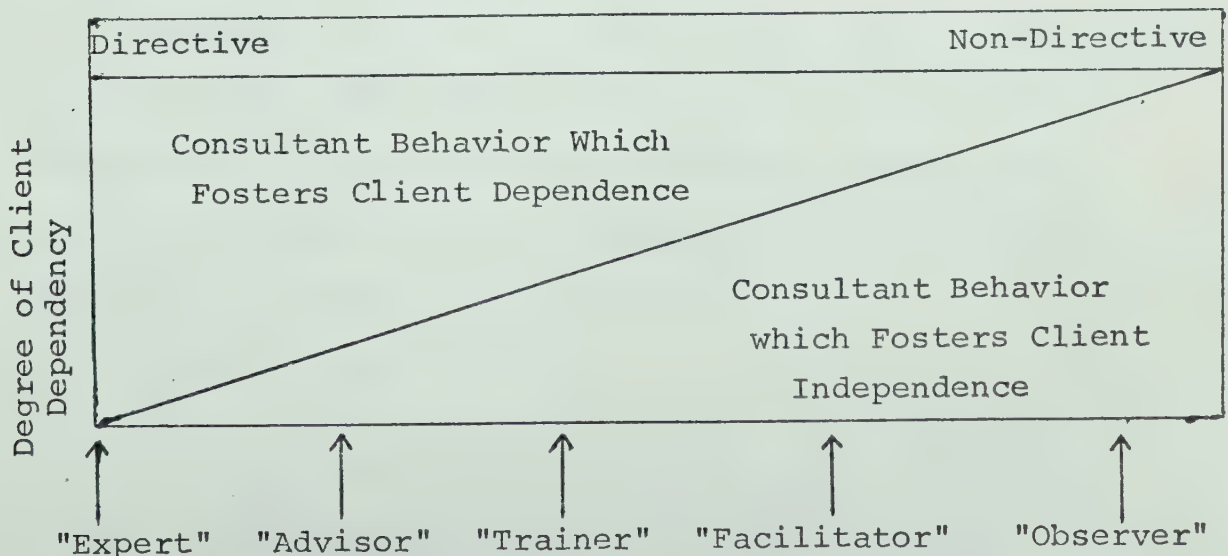 Directive Non-Directive
Consultant Behavior Which
Fosters Client Dependence
Degree of Client
Dependency
Consultant Behavior
which Fosters Client
Independence
"Expert" "Advisor" "Trainer" "Facilitator" "Observer"